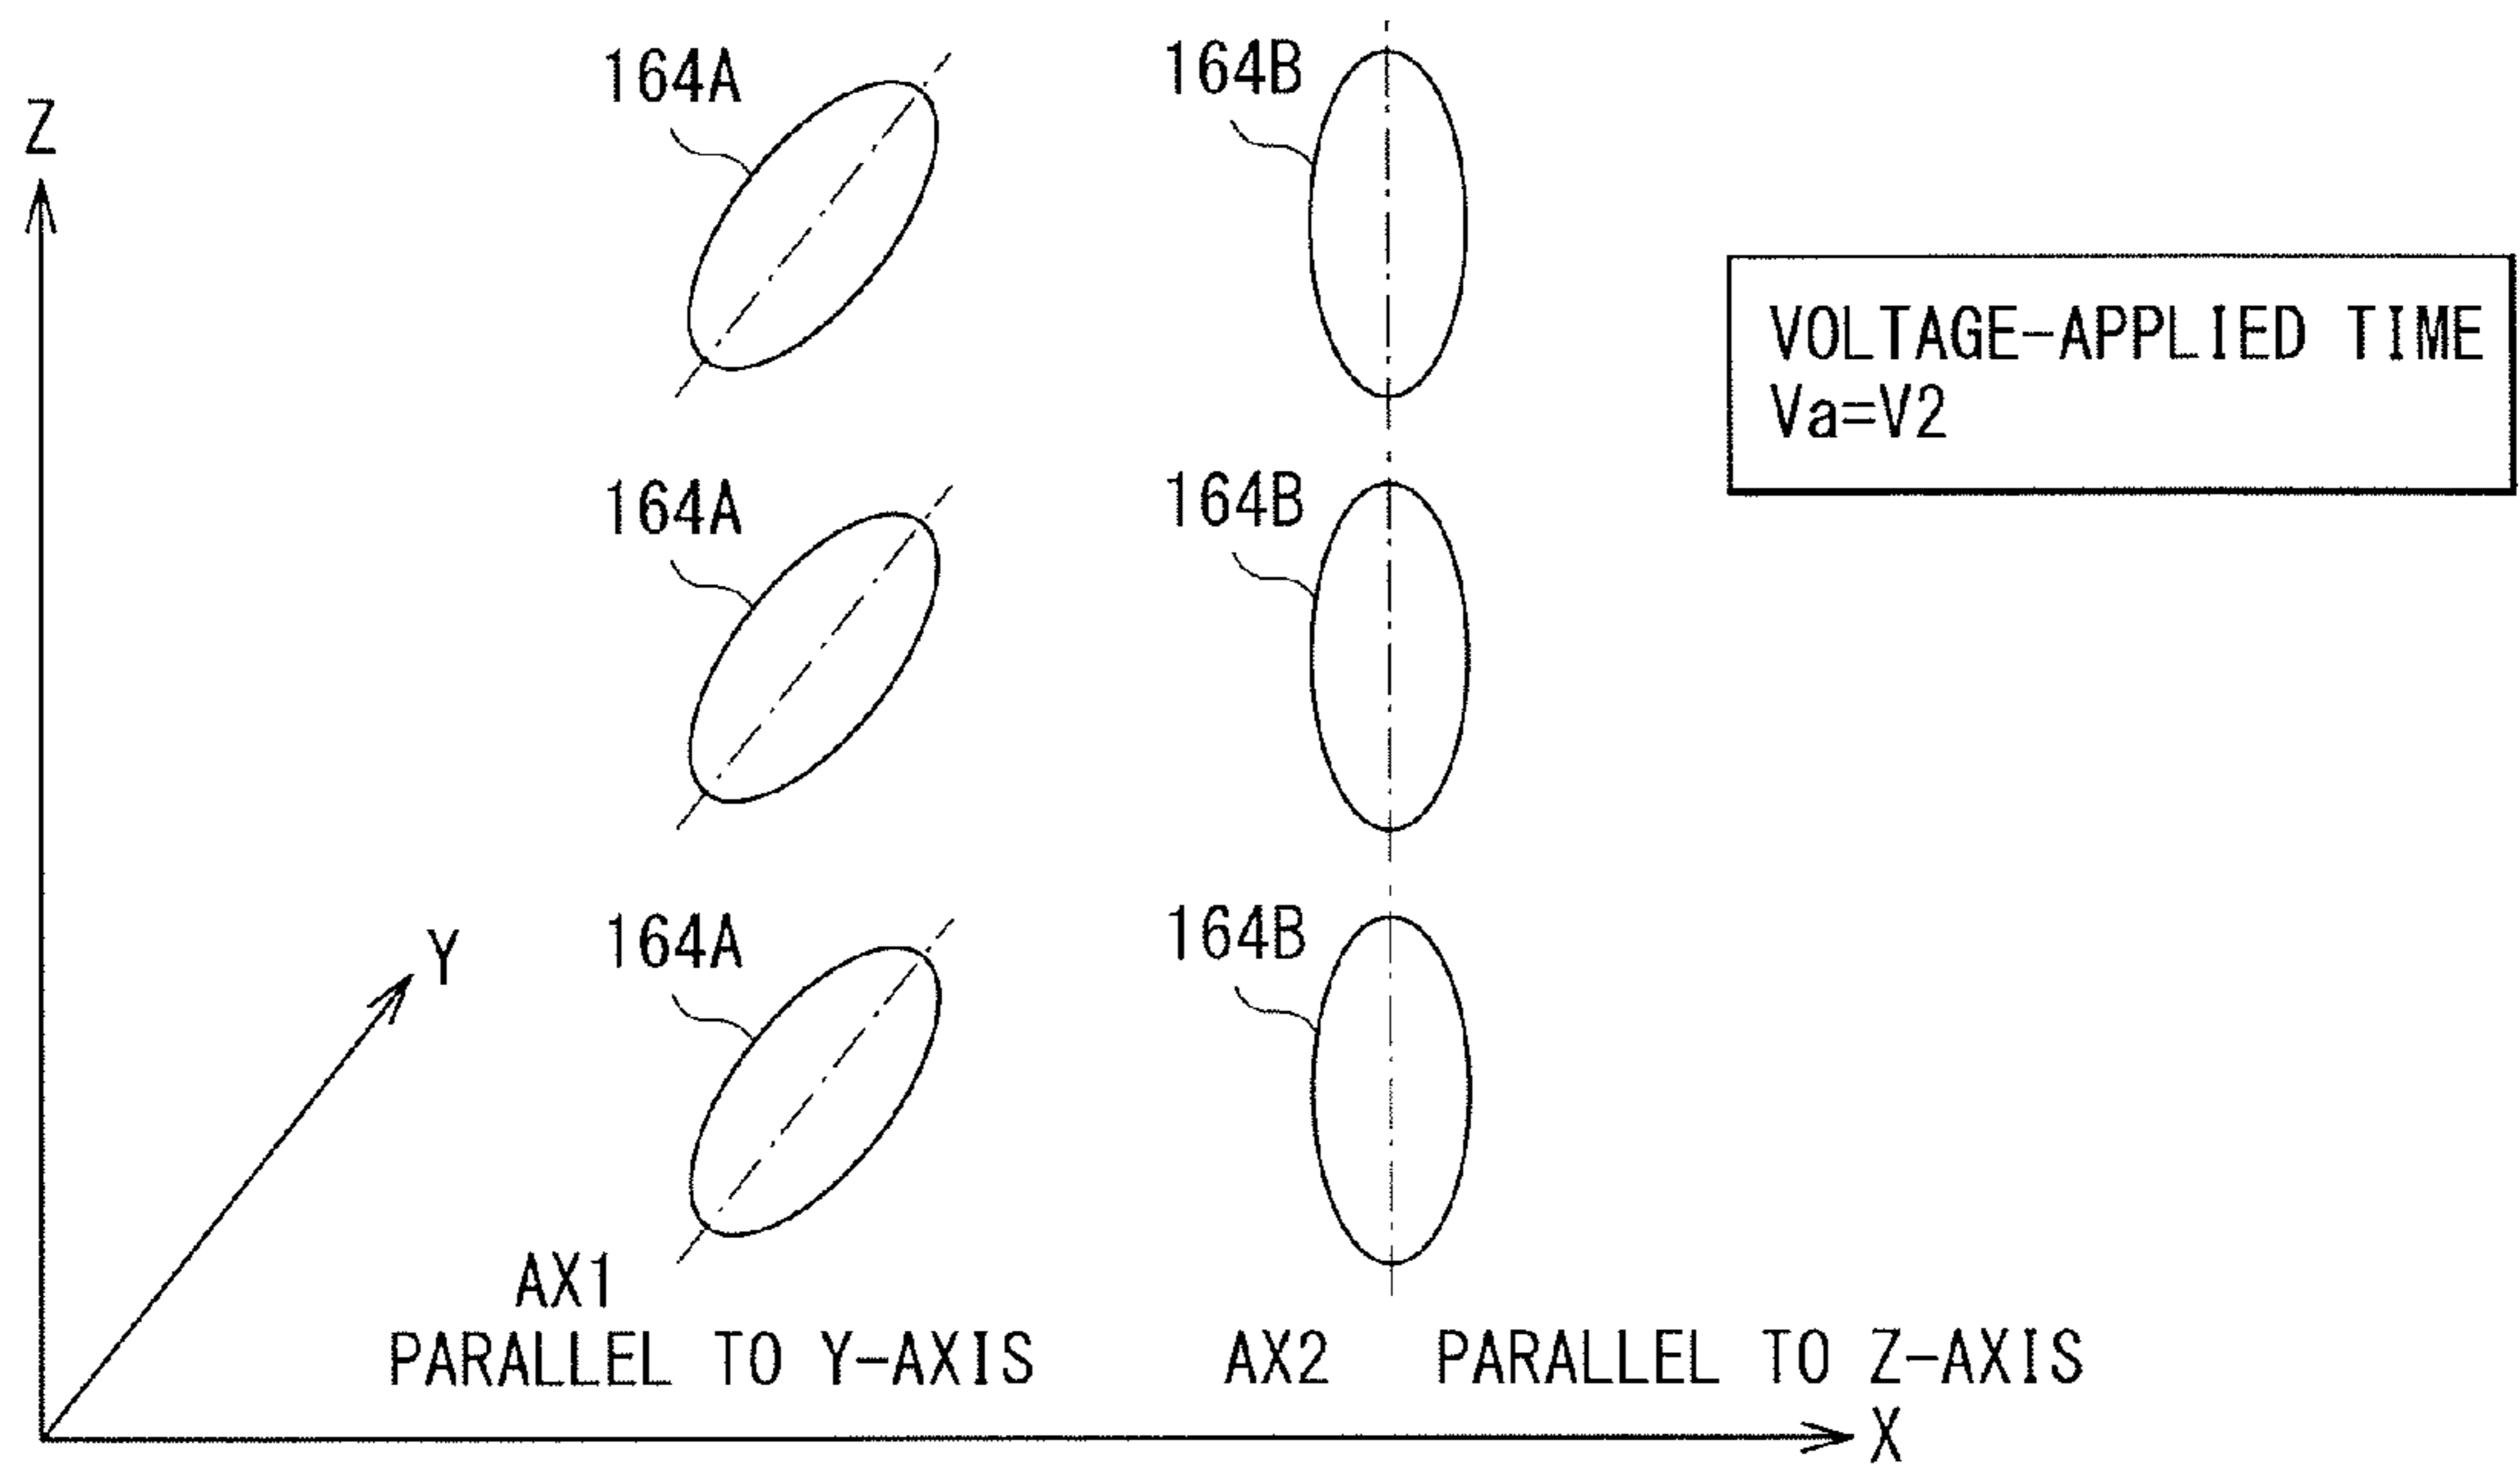 164A
164B
Z
VOLTAGE-APPLIED TIME
Va=V2
164A
164B
164A
164B
Y
AX1
PARALLEL TO Y-AXIS
AX2 PARALLEL TO Z-AXIS
X